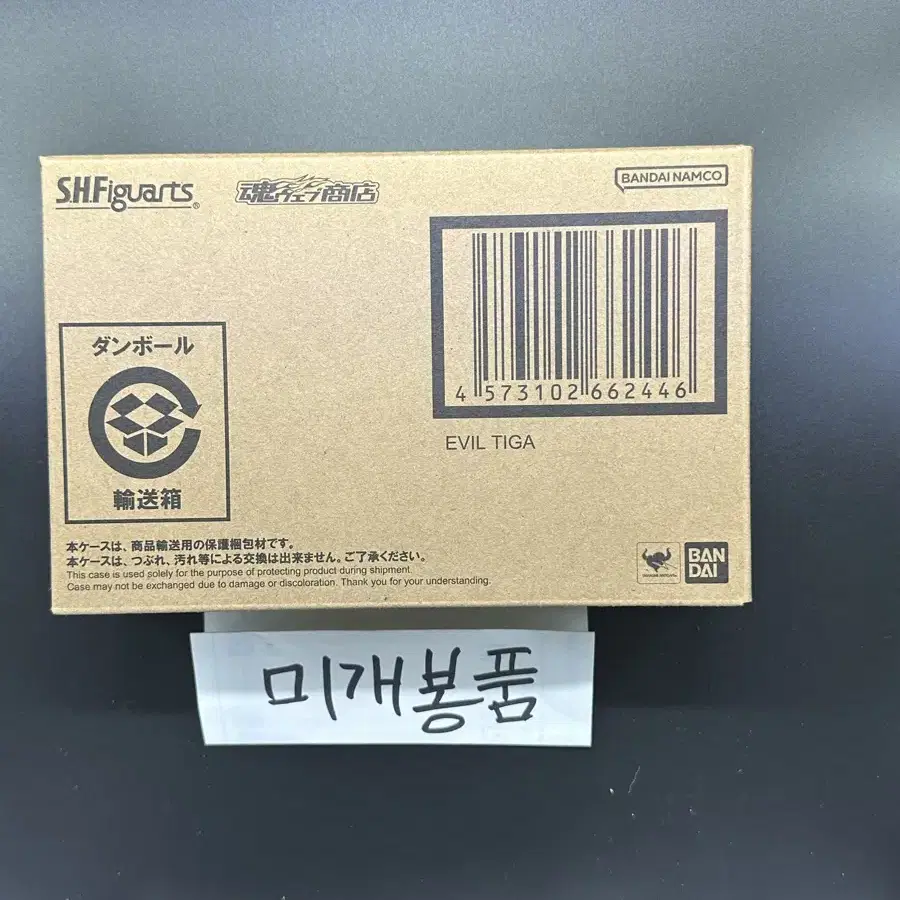 S.H.Figuarts®
魂ウェブ商店
BANDAI NAMCO
4 573102 662446
EVIL TIGA
ダンボール
輸送箱
本ケースは、商品輸送用の保護梱包材です。
本ケースは、つぶれ、汚れ等による交換は出来ません。ご了承ください。
This case is used solely for the purpose of protecting product during shipment.
Case may not be exchanged due to damage or discoloration. Thank you for your understanding.
BAN
DAI
미개봉품